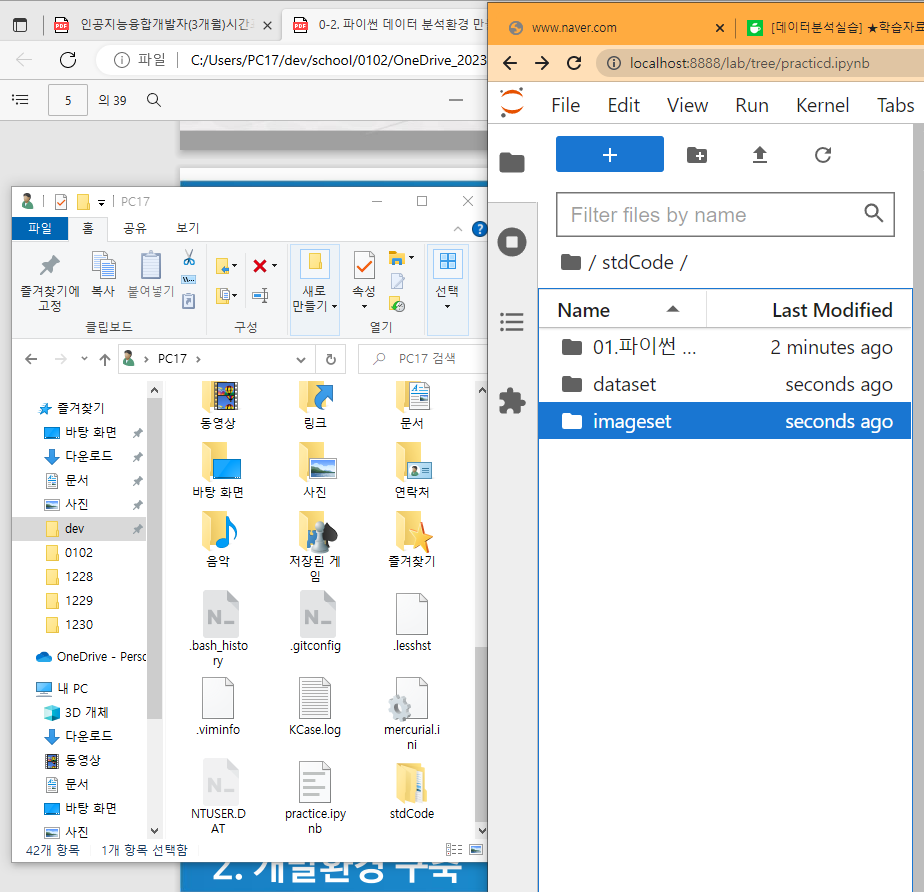 인공지능융합개발자(3개월)시간
0-2. 파이썬 데이터 분석환경 만
파일
C:/Users/PC17/dev/school/0102/OneDrive_2023
5
의 39
PC17
파일
홈
공유
보기
즐겨찾기에
고정
복사
붙여넣기
새로
만들기
속성
선택
클립보드
구성
열기
PC17
PC17 검색
즐겨찾기
바탕 화면
다운로드
문서
사진
dev
0102
1228
1229
1230
OneDrive - Perso
내 PC
3D 개체
다운로드
동영상
문서
바탕 화면
사진
동영상
링크
문서
바탕 화면
사진
연락처
음악
저장된 게
임
즐겨찾기
.bash_histo
ry
.gitconfig
.lesshst
.viminfo
KCase.log
mercurial.i
ni
NTUSER.D
AT
practice.ipy
nb
stdCode
42개 항목
1개 항목 선택함
2. 개발환경 구축
www.naver.com
[데이터분석실습] ★학습자료
localhost:8888/lab/tree/practicd.ipynb
File Edit View Run Kernel Tabs
Filter files by name
/ stdCode /
Name Last Modified
01.파이썬 ... 2 minutes ago
dataset seconds ago
imageset seconds ago